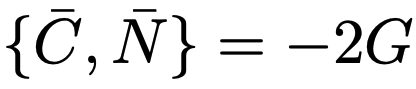 {C̄, N̄} = −2G